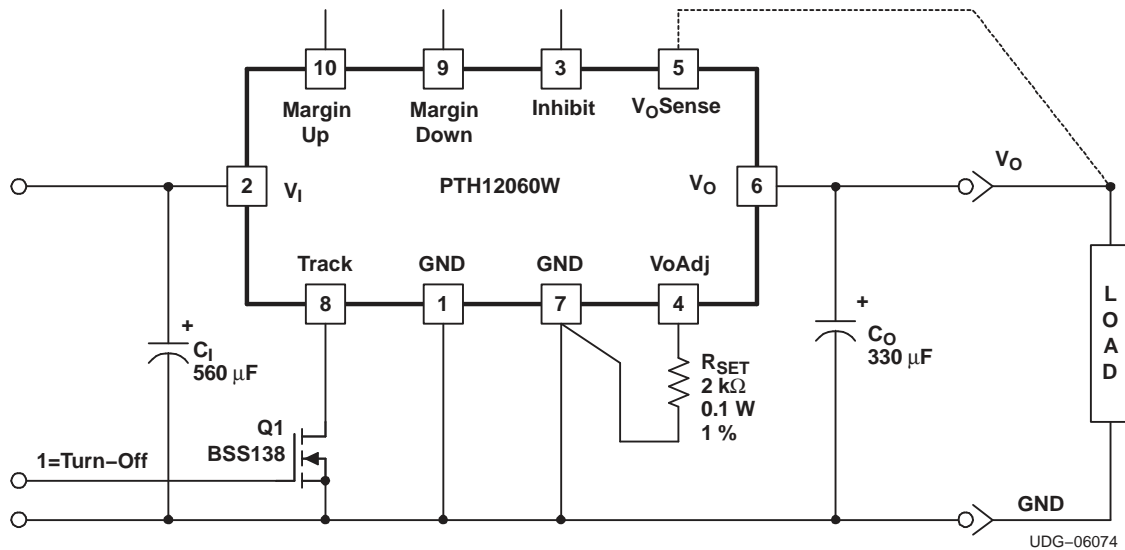 10
9
3
5
Margin
Up
Margin
Down
Inhibit
VOSense
2
VI
PTH12060W
VO
6
VO
Track
GND
GND
VoAdj
8
1
7
4
+
CI
560 μF
RSET
2 kΩ
0.1 W
1 %
+
CO
330 μF
L
O
A
D
Q1
BSS138
1=Turn−Off
GND
UDG−06074